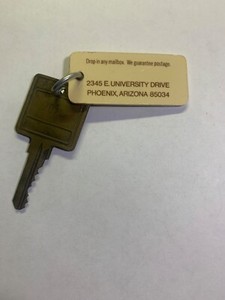 Drop in any mailbox. We guarantee postage.
2345 E. UNIVERSITY DRIVE
PHOENIX, ARIZONA 85034